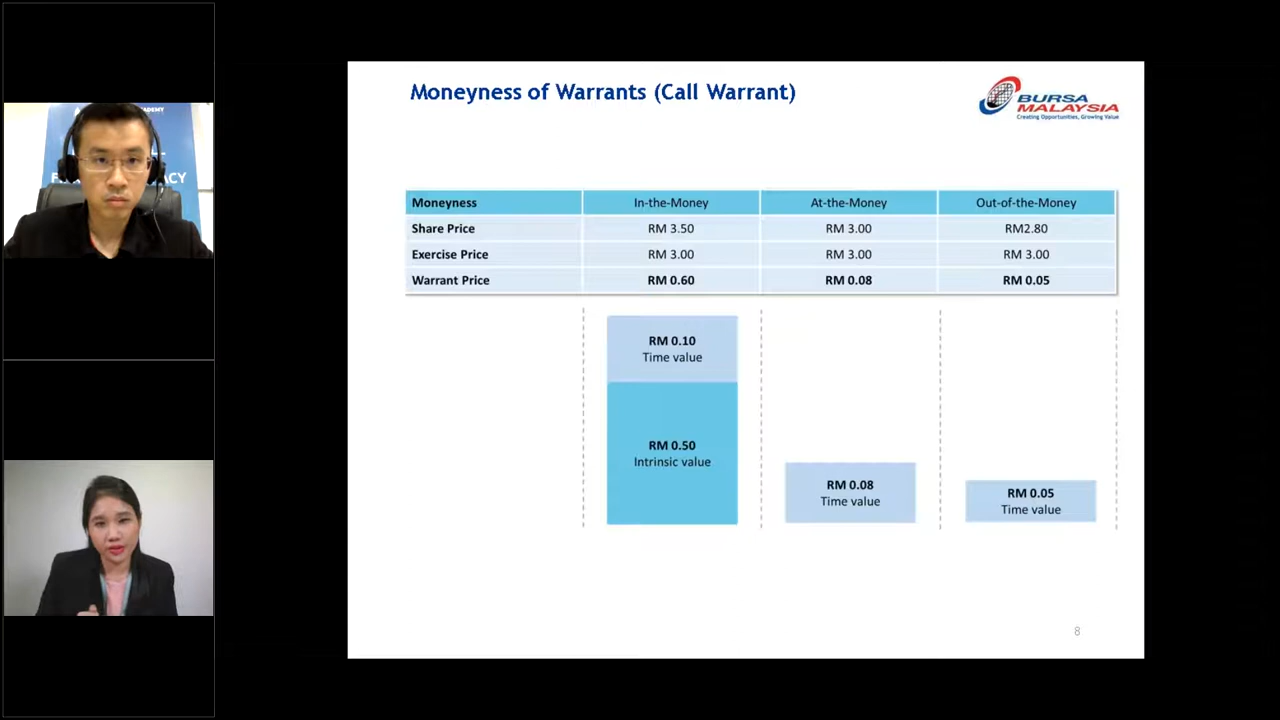 Moneyness of Warrants (Call Warrant)
BURSA
MALAYSIA
Creating Opportunities, Growing Value
Moneyness In-the-Money At-the-Money Out-of-the-Money
Share Price RM 3.50 RM 3.00 RM2.80
Exercise Price RM 3.00 RM 3.00 RM 3.00
Warrant Price RM 0.60 RM 0.08 RM 0.05
RM 0.10
Time value
RM 0.50
Intrinsic value
RM 0.08
Time value
RM 0.05
Time value
8